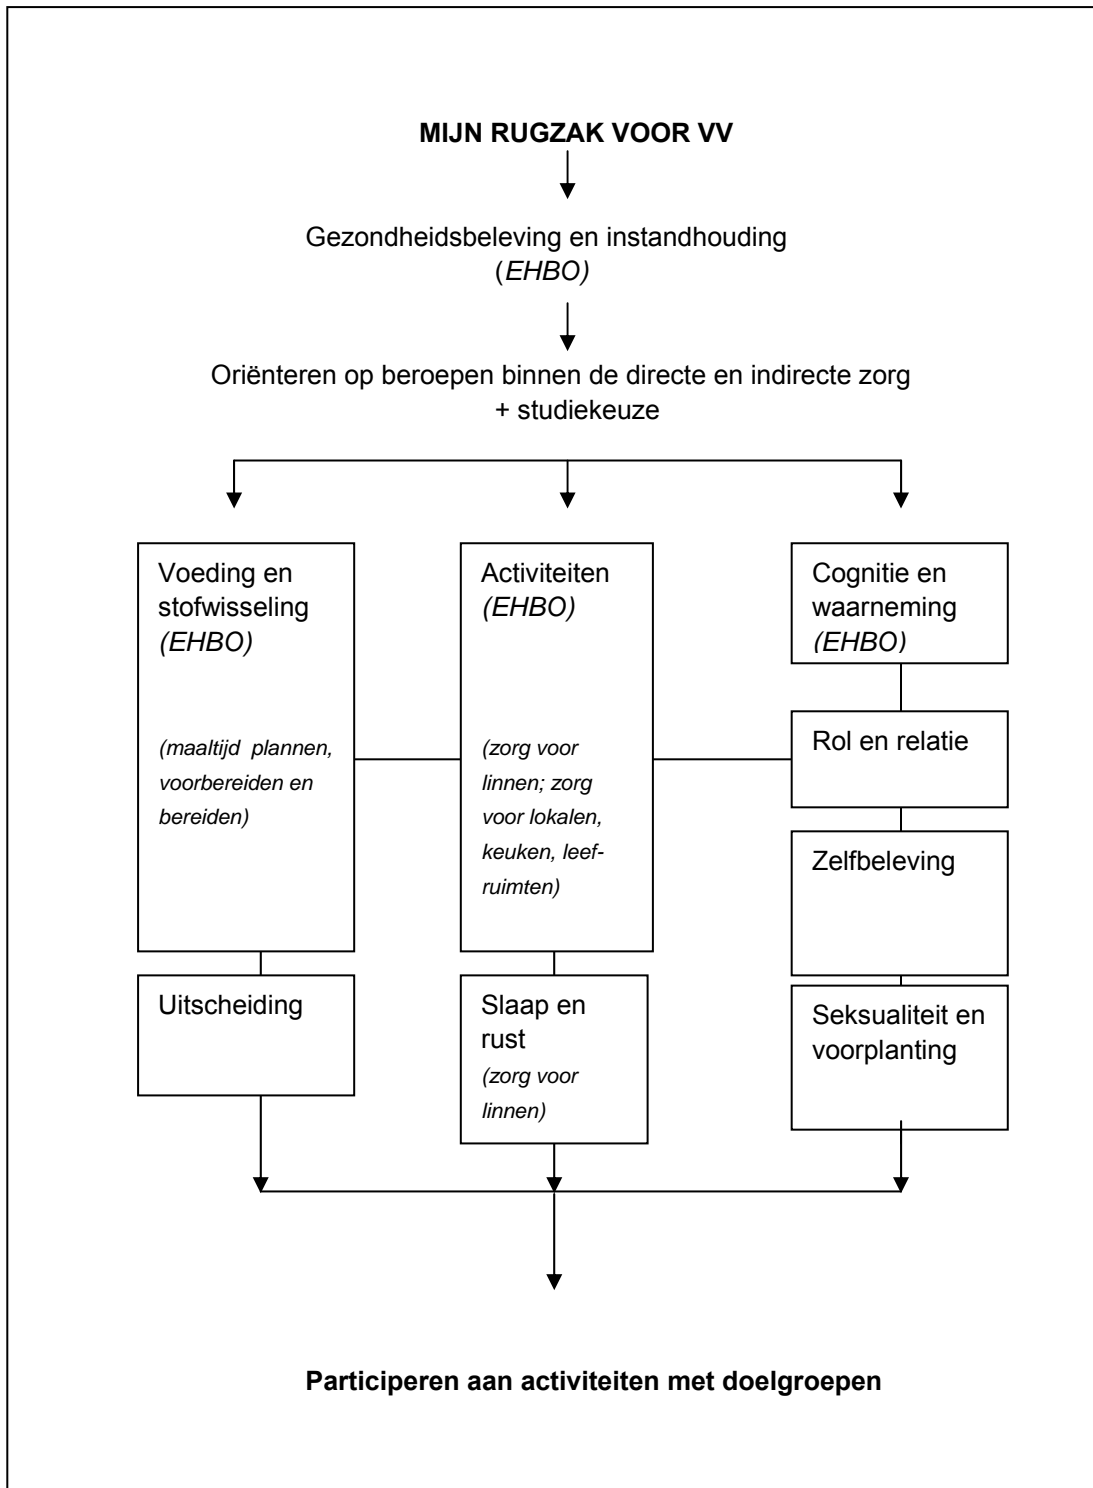 MIJN RUGZAK VOOR VV
Gezondheidsbeleving en instandhouding
(EHBO)
Oriënteren op beroepen binnen de directe en indirecte zorg
+ studiekeuze
Voeding en
stofwisseling
(EHBO)
(maaltijd plannen,
voorbereiden en
bereiden)
Uitscheiding
Activiteiten
(EHBO)
(zorg voor
linnen; zorg
voor lokalen,
keuken, leef-
ruimten)
Slaap en
rust
(zorg voor
linnen)
Cognitie en
waarneming
(EHBO)
Rol en relatie
Zelfbeleving
Seksualiteit en
voorplanting
Participeren aan activiteiten met doelgroepen